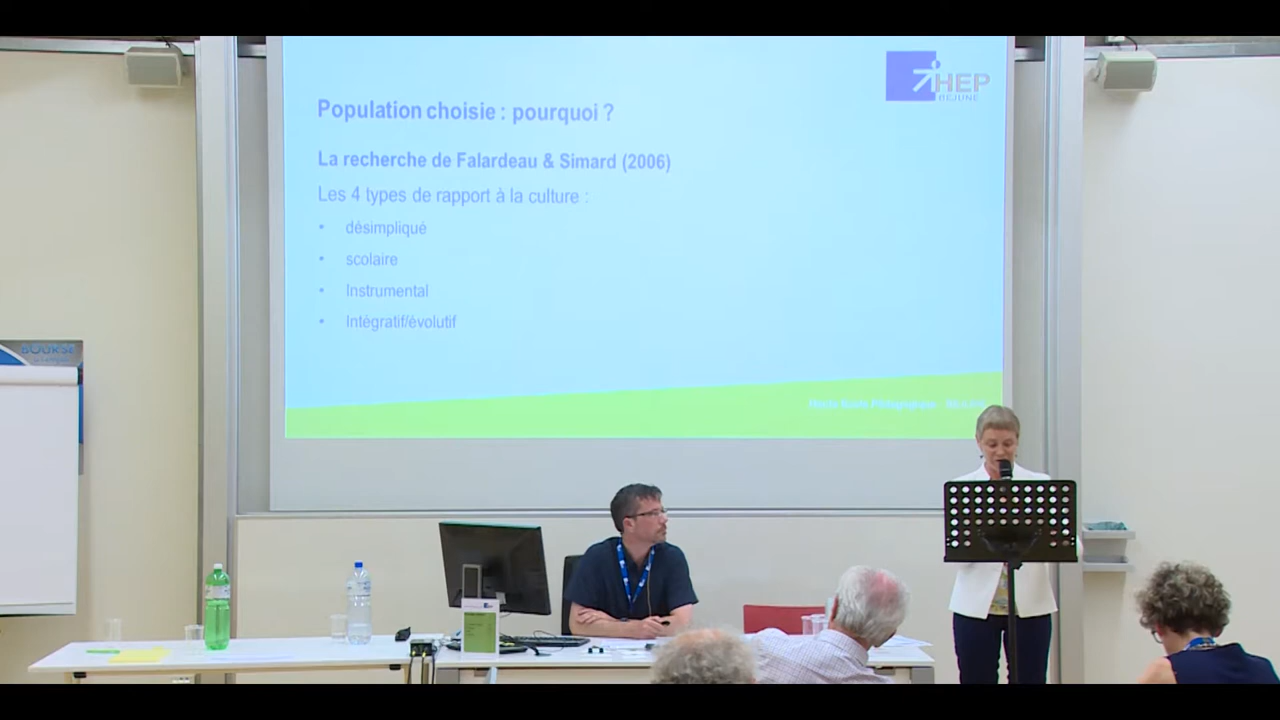 HEP
BEJUNE
Population choisie : pourquoi ?
La recherche de Falardeau & Simard (2006)
Les 4 types de rapport à la culture :
• désimpliqué
• scolaire
• Instrumental
• Intégratif/évolutif
BOURSE